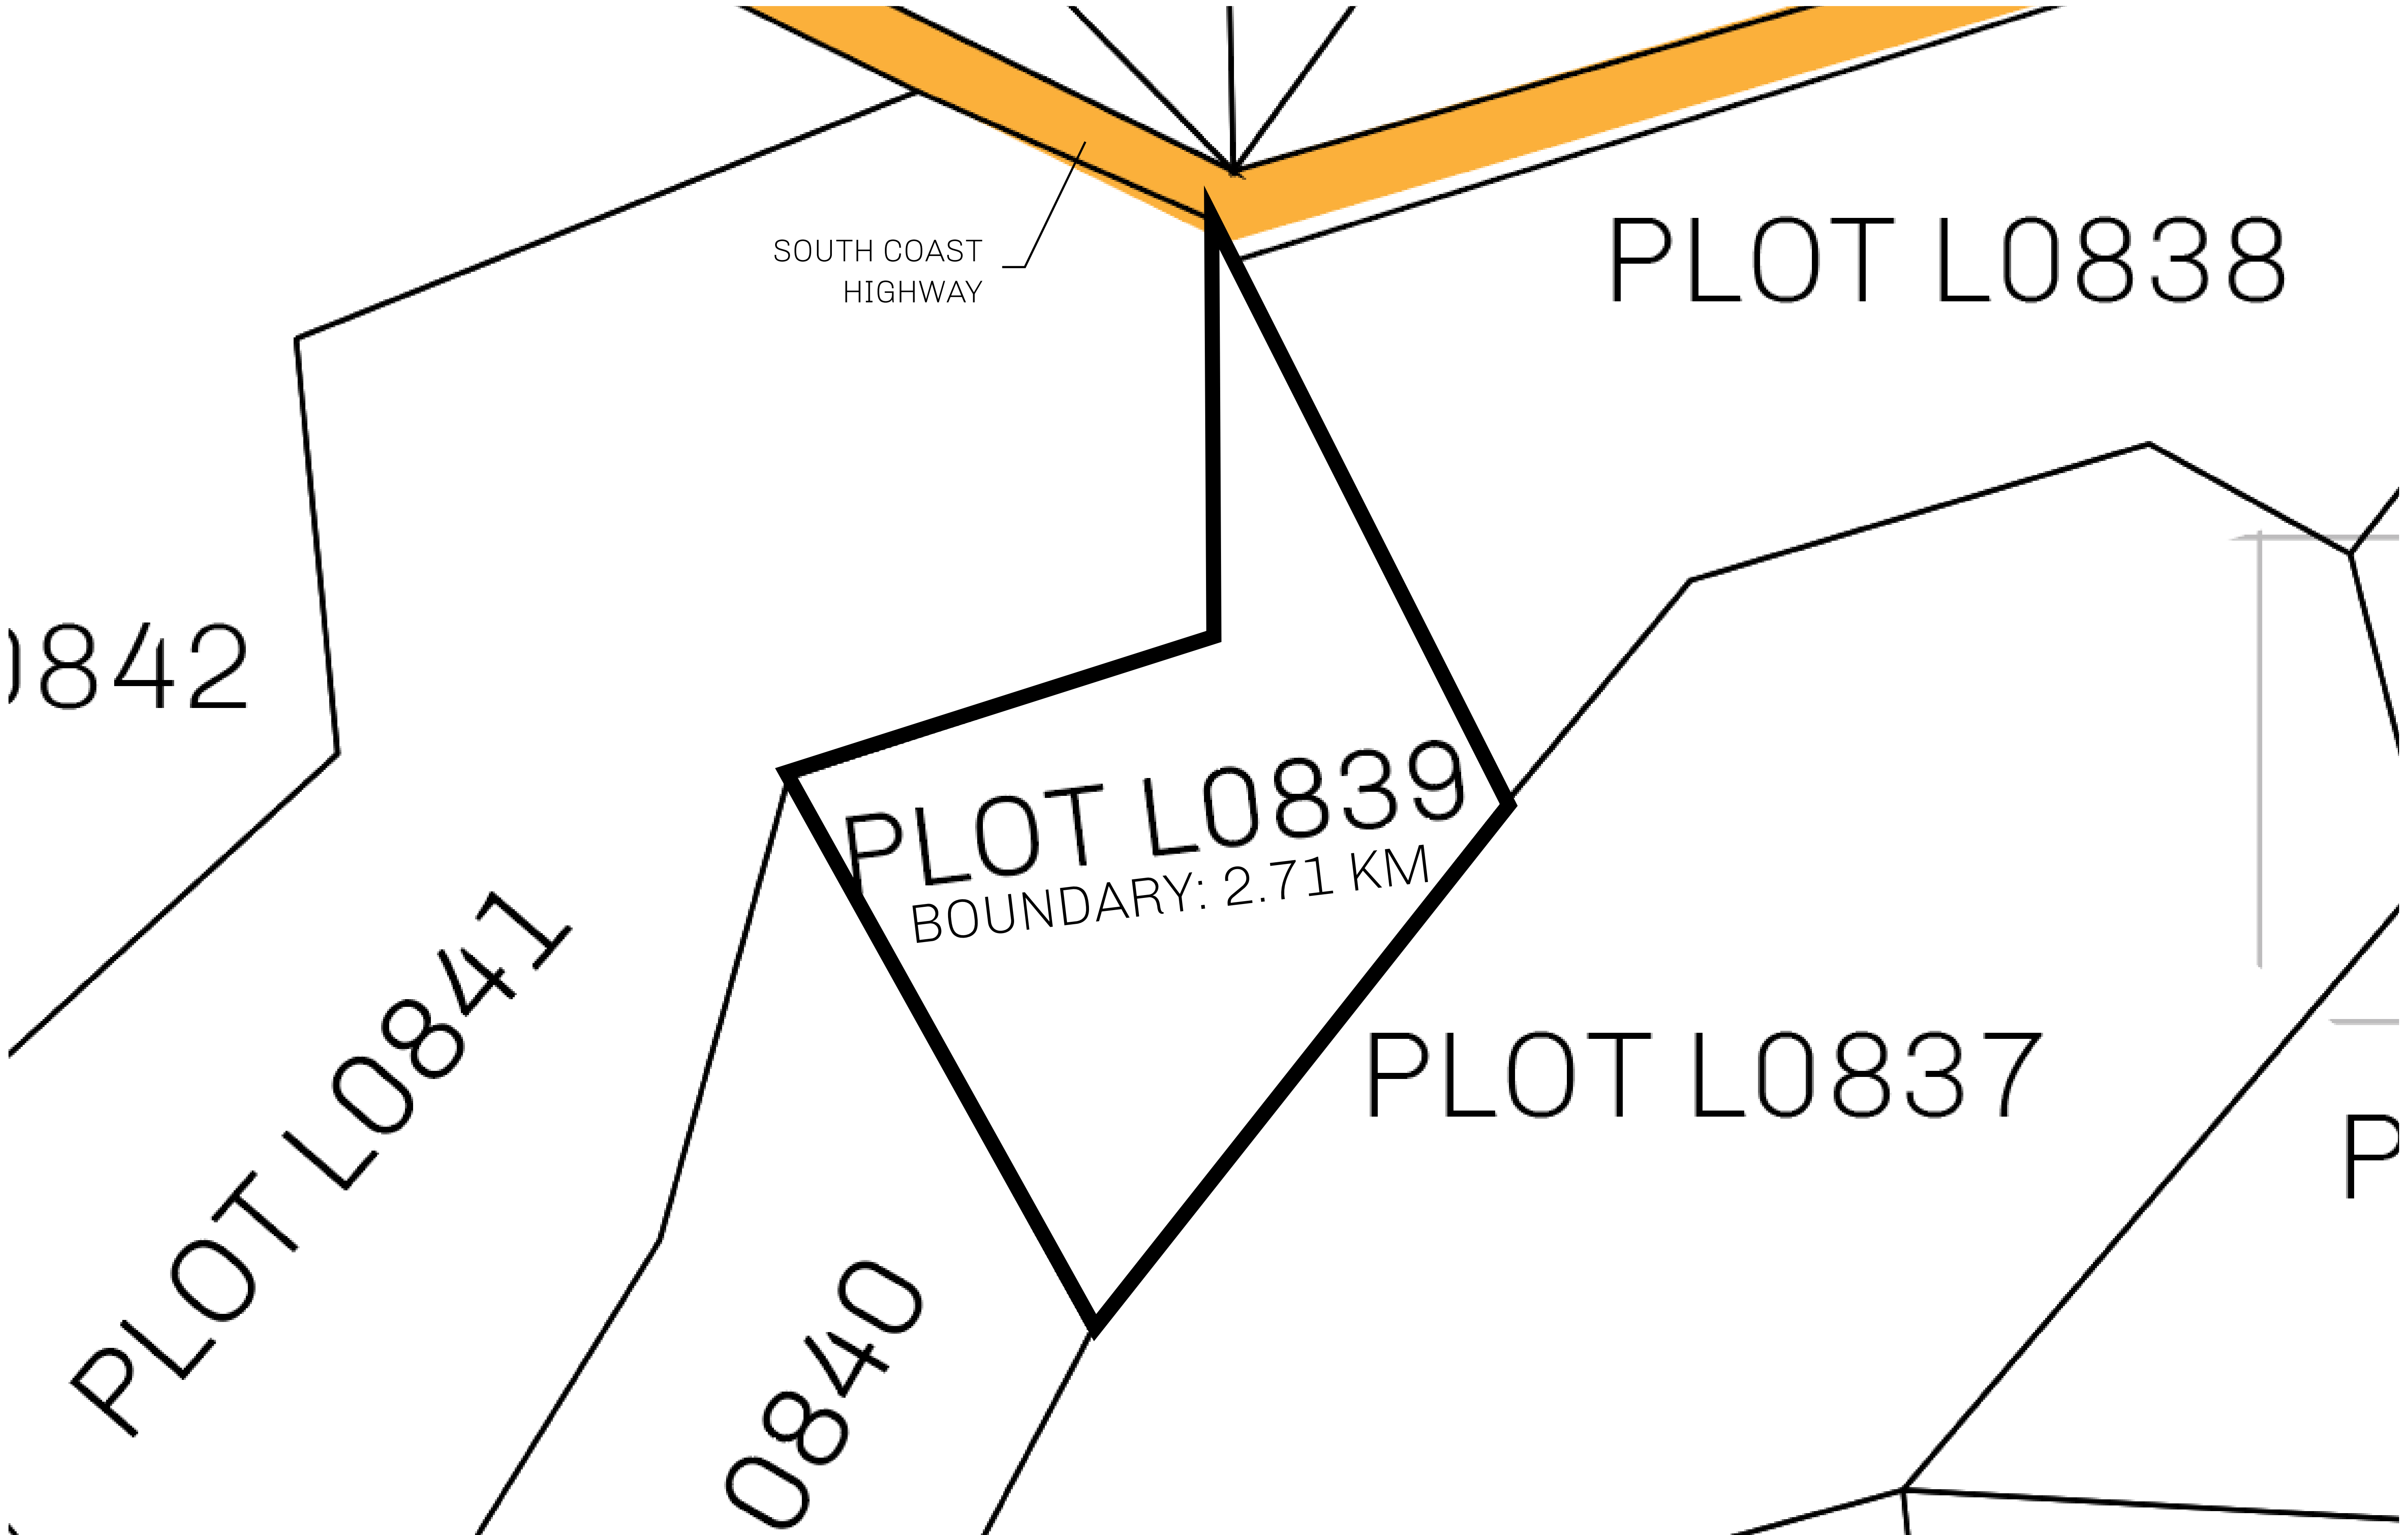 SOUTH COAST
HIGHWAY
PLOT L0838
0842
PLOT L0839
BOUNDARY: 2.71 KM
PLOT L0841
PLOT L0837
P
0840